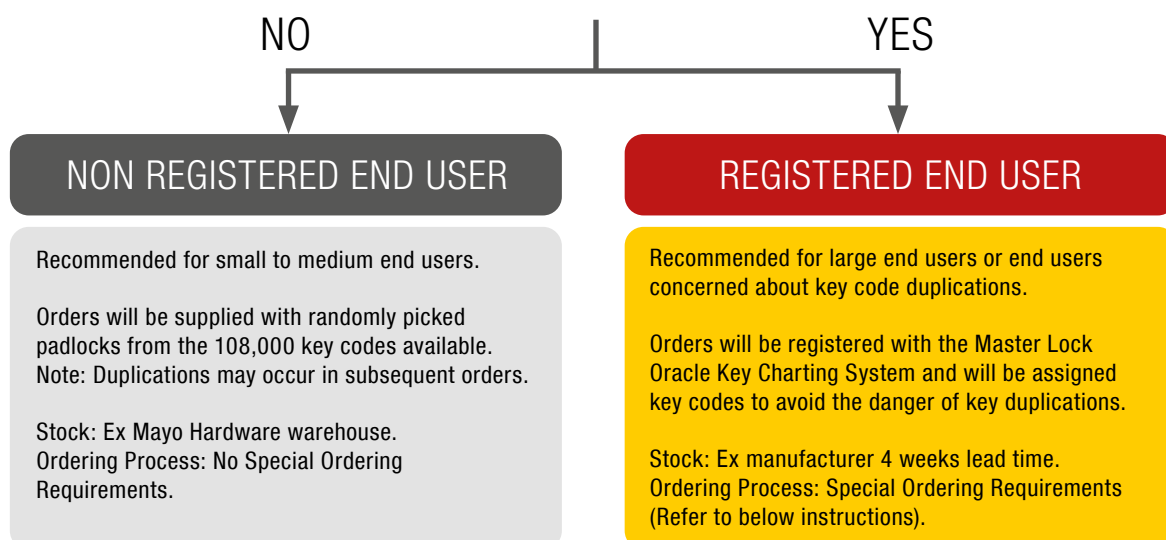 NO
YES
NON REGISTERED END USER
Recommended for small to medium end users.
Orders will be supplied with randomly picked
padlocks from the 108,000 key codes available.
Note: Duplications may occur in subsequent orders.
Stock: Ex Mayo Hardware warehouse.
Ordering Process: No Special Ordering
Requirements.
REGISTERED END USER
Recommended for large end users or end users
concerned about key code duplications.
Orders will be registered with the Master Lock
Oracle Key Charting System and will be assigned
key codes to avoid the danger of key duplications.
Stock: Ex manufacturer 4 weeks lead time.
Ordering Process: Special Ordering Requirements
(Refer to below instructions).